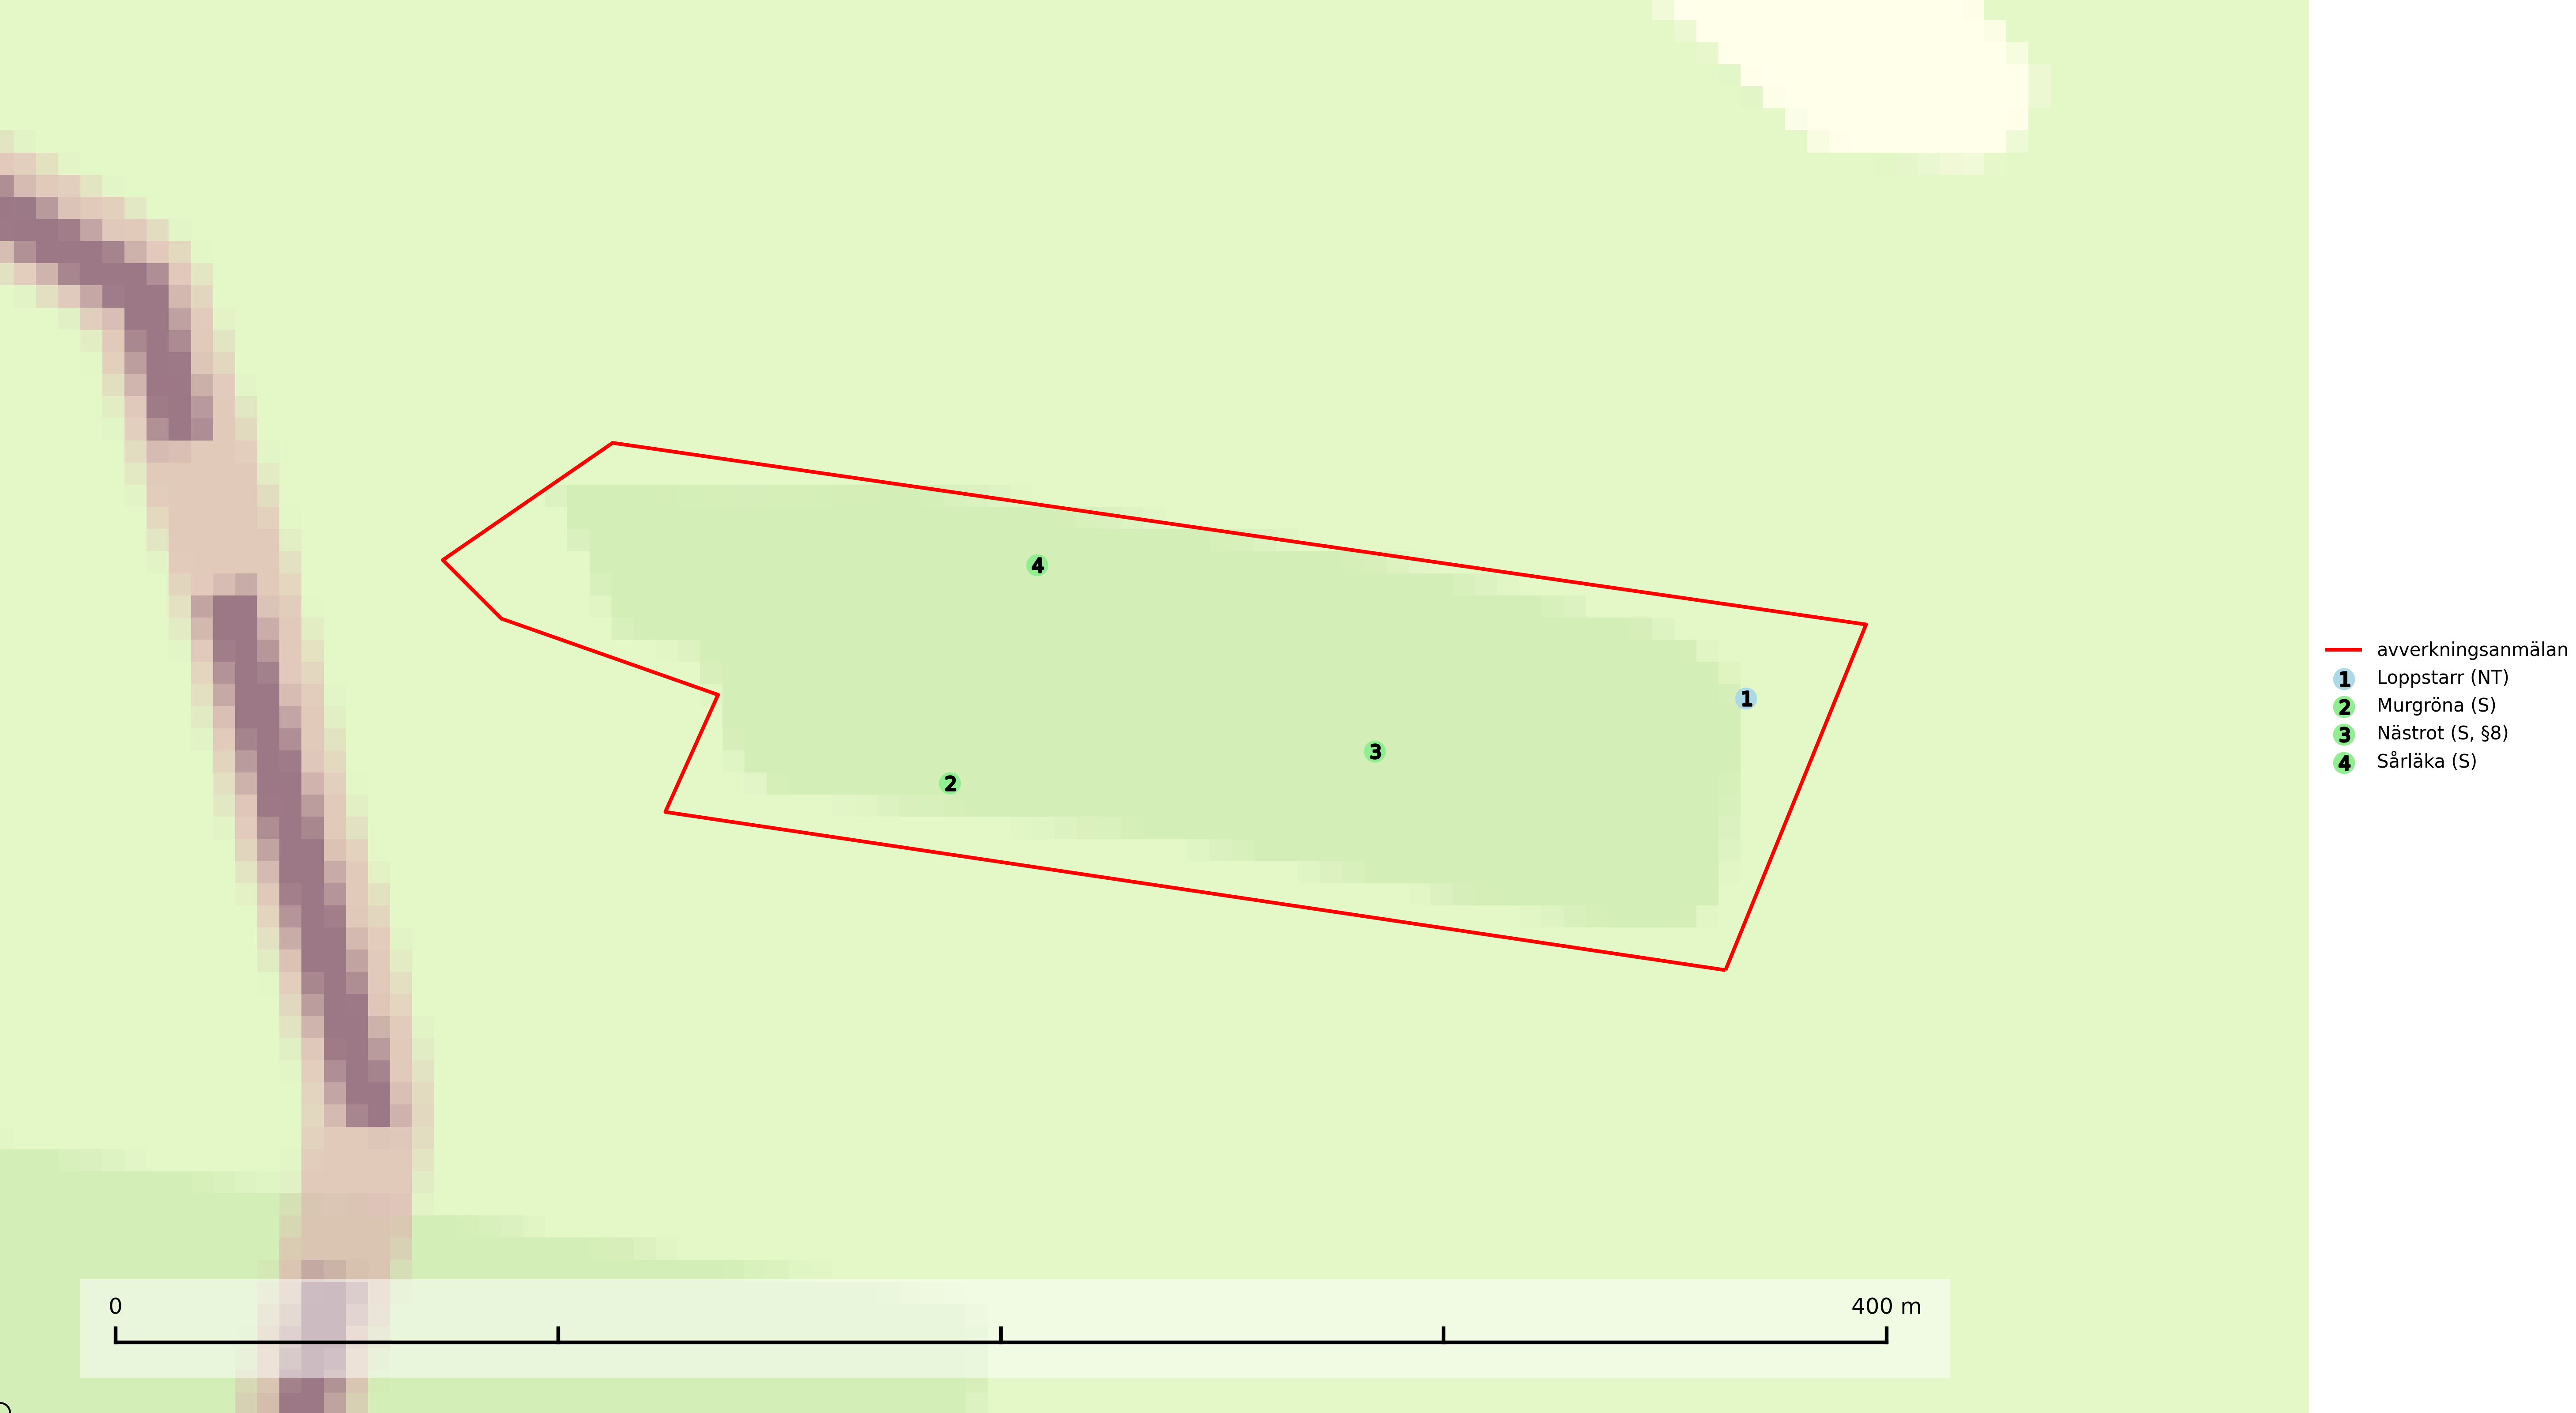 4
1
3
2
avverkningsanmälan
1 Loppstarr (NT)
2 Murgröna (S)
3 Nästrot (S, §8)
4 Sårläka (S)
0 400 m